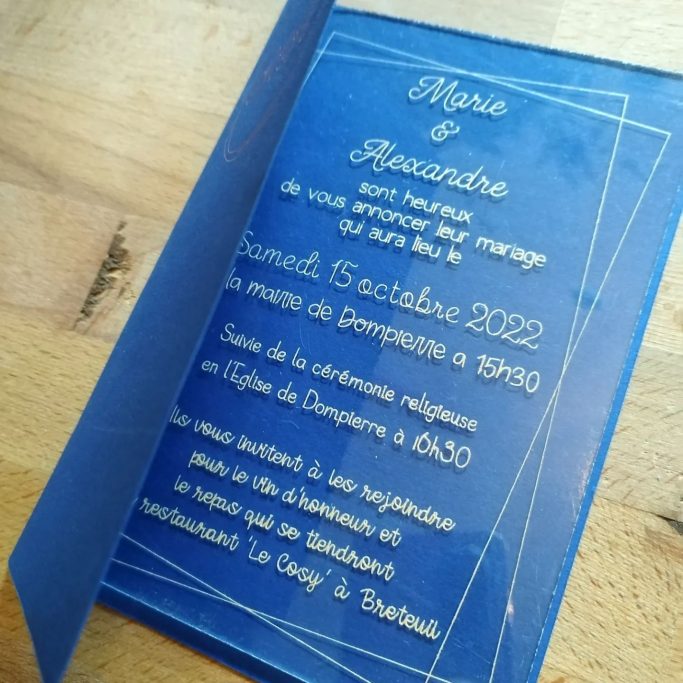 Marie
&
Alexandre
sont heureux
de vous annoncer leur mariage
qui aura lieu le
Samedi 15 octobre 2022
la mairie de Dompierre a 15h30
Suivie de la cérémonie religieuse
en l'Eglise de Dompierre à 16h30
vous invitent à les rejoindre
pour le vin d'honneur et
le repas qui se tiendront
restaurant 'Le Cosy' à Breteuil